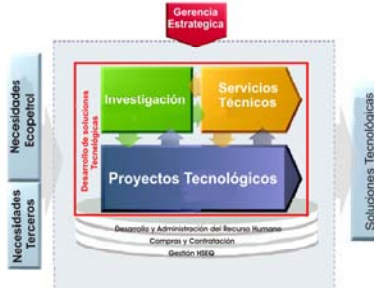 Gerencia
Estrategica
Necesidades
Ecopetrol
Necesidades
Terceros
Desarrollo de soluciones
Tecnológicas
Investigación
Servicios
Técnicos
Proyectos Tecnológicos
Desarrollo y Administración del Recurso Humano
Compras y Contratación
Gestión HSEQ
Soluciones Tecnológicas